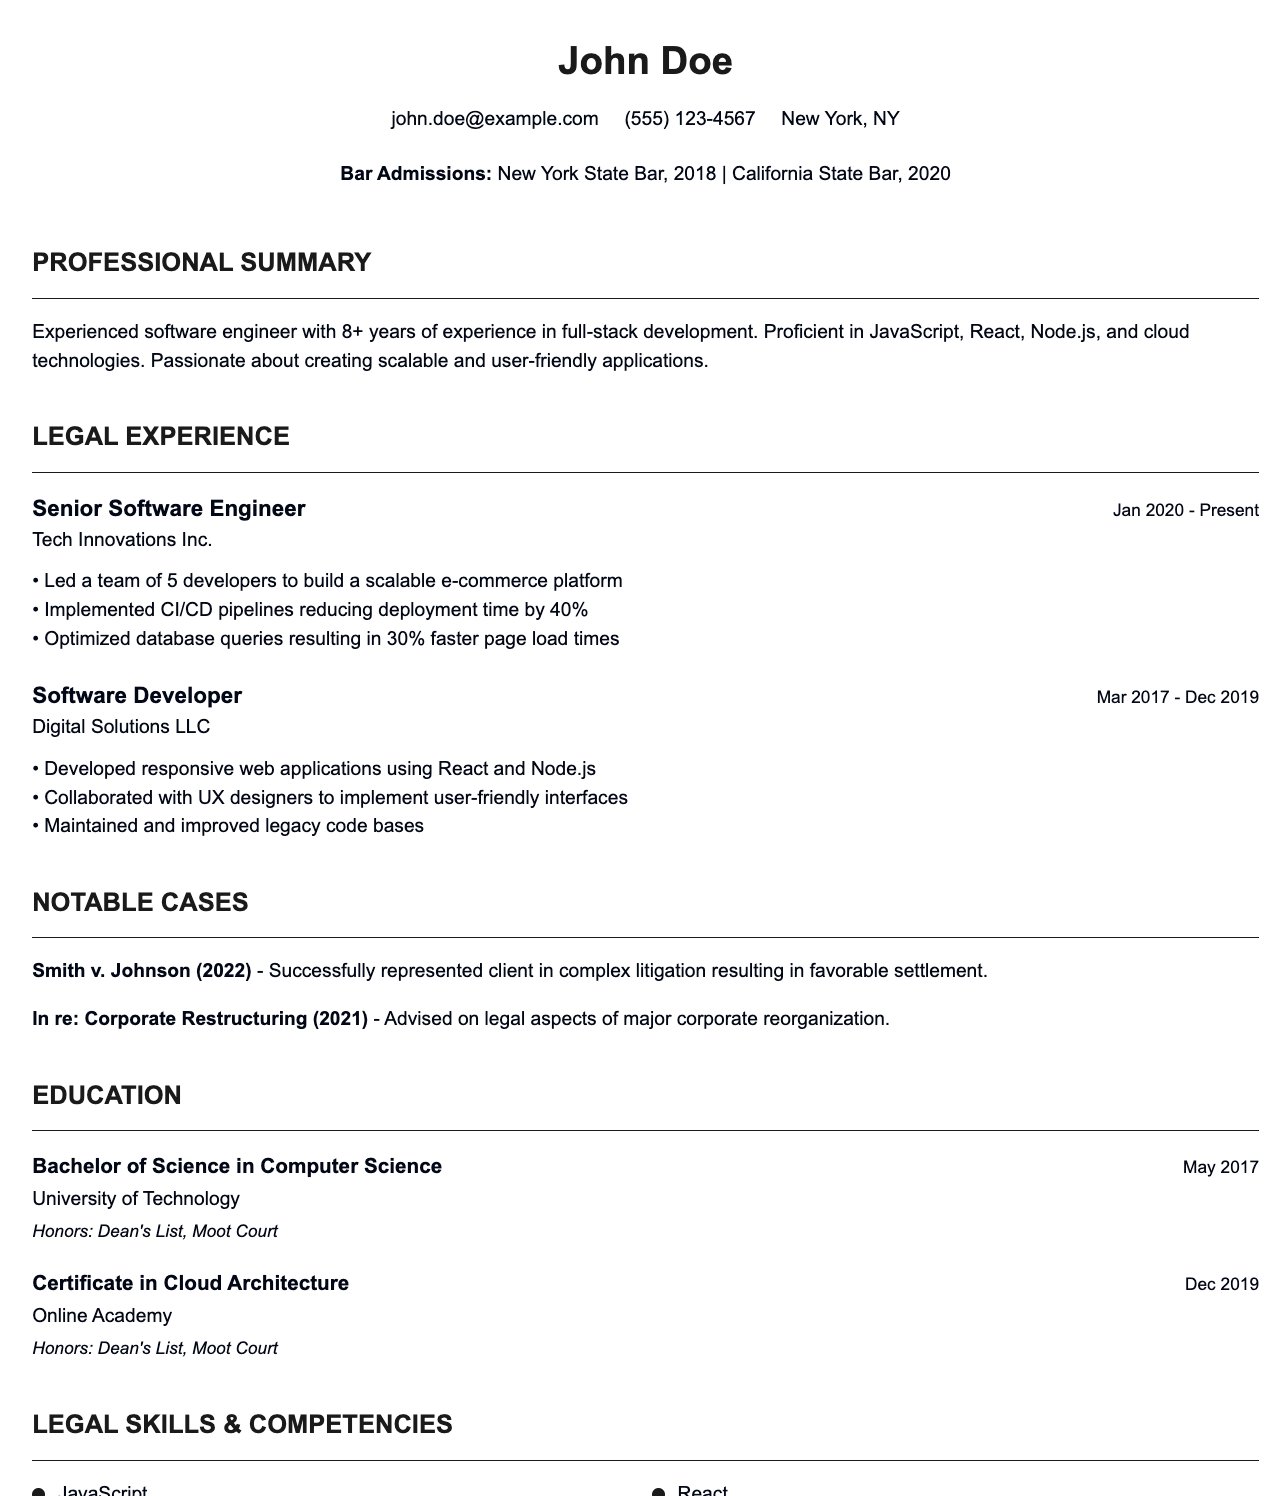 John Doe
john.doe@example.com (555) 123-4567 New York, NY
Bar Admissions: New York State Bar, 2018 | California State Bar, 2020
PROFESSIONAL SUMMARY
Experienced software engineer with 8+ years of experience in full-stack development. Proficient in JavaScript, React, Node.js, and cloud
technologies. Passionate about creating scalable and user-friendly applications.
LEGAL EXPERIENCE
Senior Software Engineer Jan 2020 - Present
Tech Innovations Inc.
• Led a team of 5 developers to build a scalable e-commerce platform
• Implemented CI/CD pipelines reducing deployment time by 40%
• Optimized database queries resulting in 30% faster page load times
Software Developer Mar 2017 - Dec 2019
Digital Solutions LLC
• Developed responsive web applications using React and Node.js
• Collaborated with UX designers to implement user-friendly interfaces
• Maintained and improved legacy code bases
NOTABLE CASES
Smith v. Johnson (2022) - Successfully represented client in complex litigation resulting in favorable settlement.
In re: Corporate Restructuring (2021) - Advised on legal aspects of major corporate reorganization.
EDUCATION
Bachelor of Science in Computer Science May 2017
University of Technology
Honors: Dean's List, Moot Court
Certificate in Cloud Architecture Dec 2019
Online Academy
Honors: Dean's List, Moot Court
LEGAL SKILLS & COMPETENCIES
● JavaScript ● React